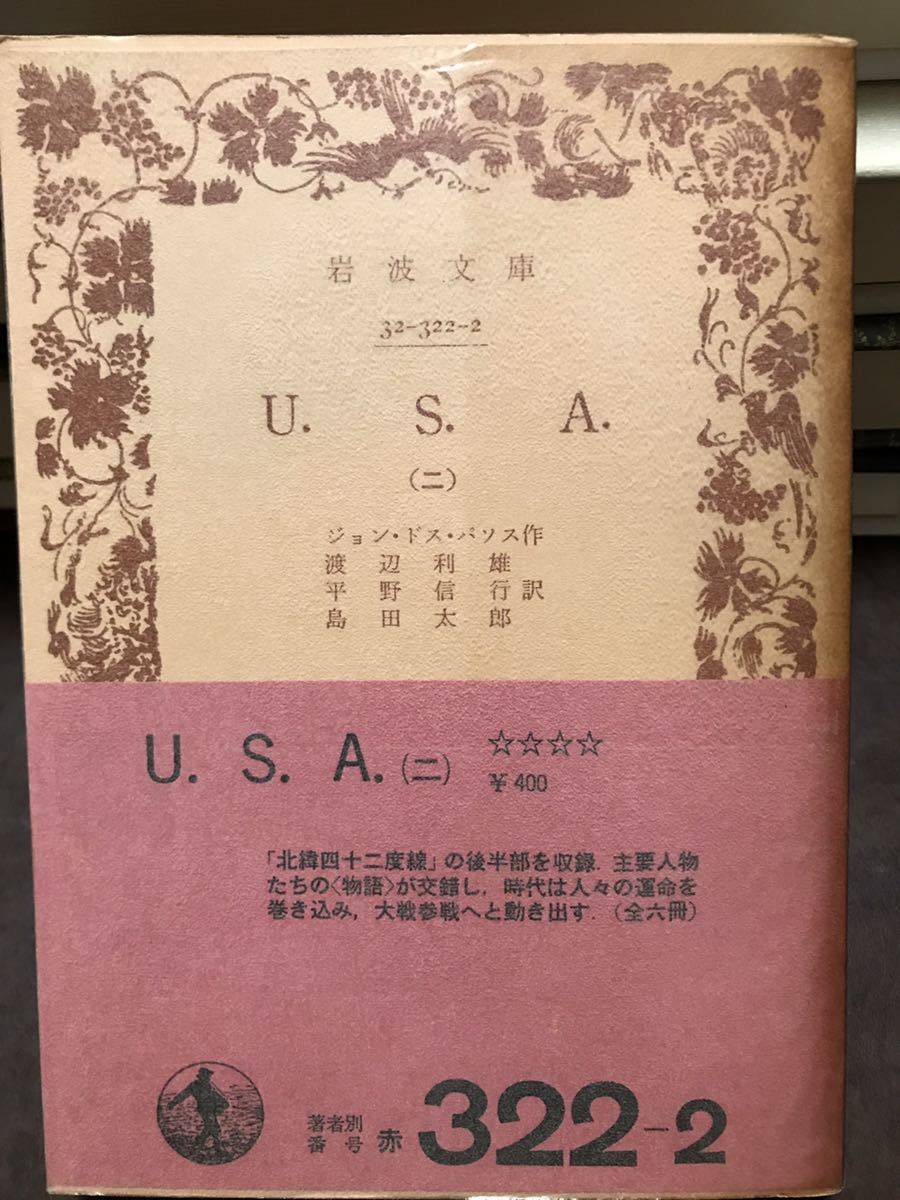 岩波文庫
32-322-2
U. S. A.
(二)
ジョン・ドス・パソス作
渡辺利雄
平野信行訳
島田太郎
U. S. A. (二) ☆☆☆☆
¥400
「北緯四十二度線」の後半部を収録. 主要人物
たちの〈物語〉が交錯し, 時代は人々の運命を
巻き込み, 大戦参戦へと動き出す. (全六冊)
著者別
番号 赤 322-2